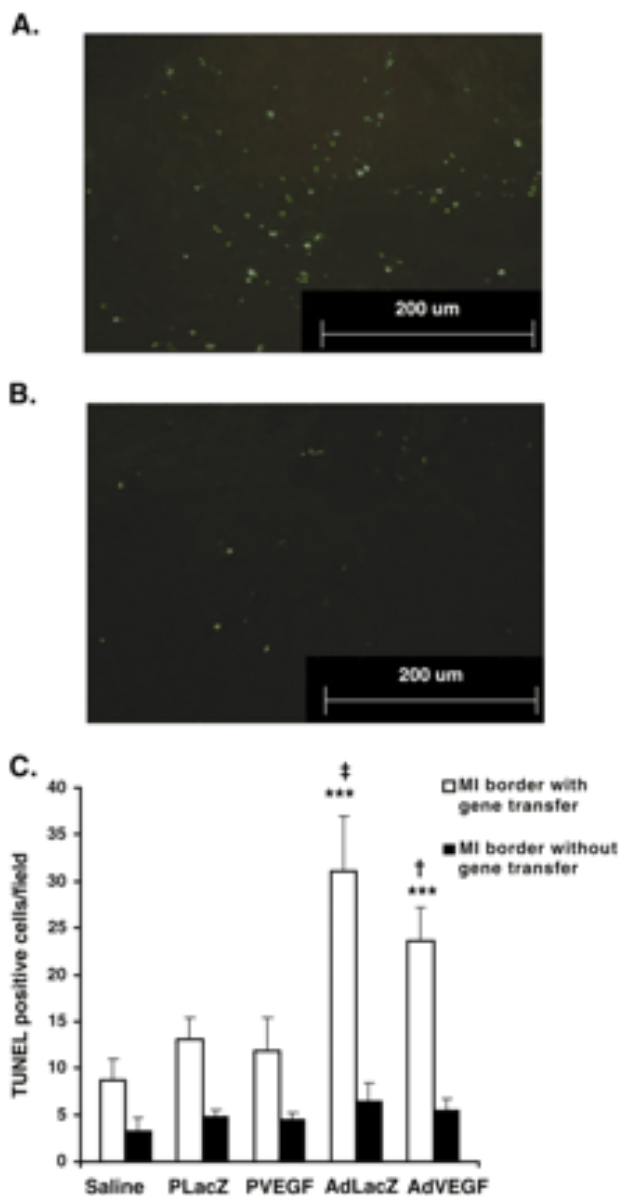 A.
200 um
B.
200 um
C.
40
35
30
25
20
15
10
5
0
TUNEL positive cells/field
‡
***
†
***
MI border with
gene transfer
MI border without
gene transfer
Saline PLacZ PVEGF AdLacZ AdVEGF